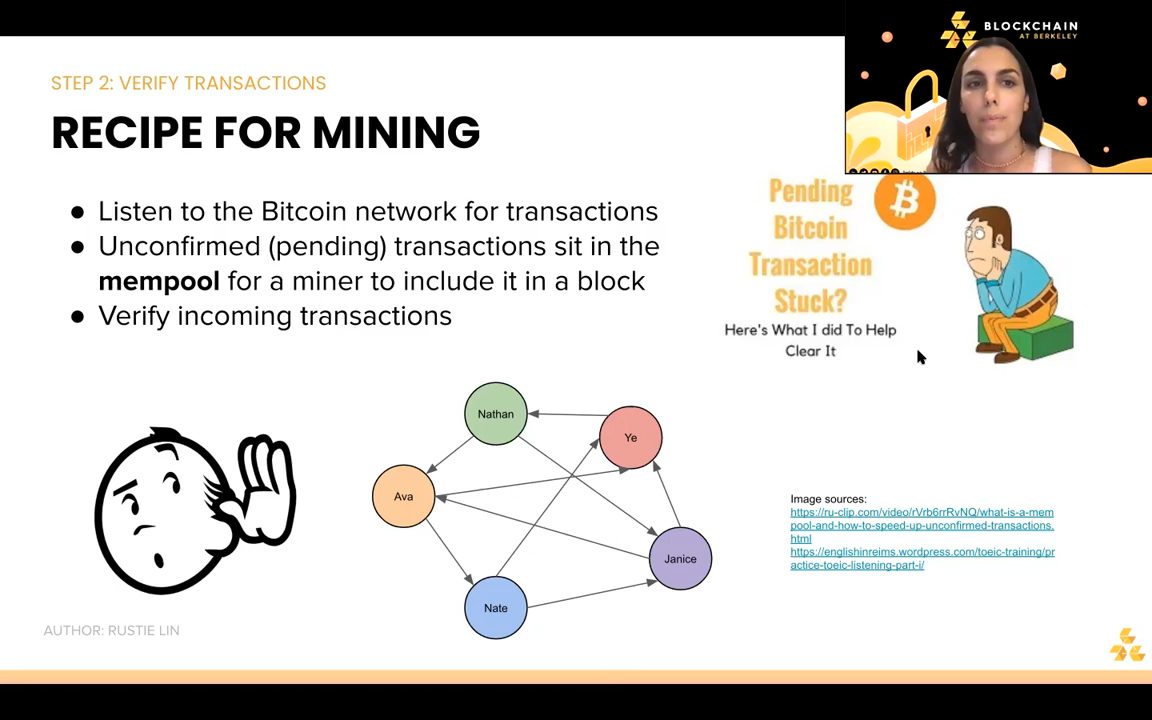 BLOCKCHAIN
AT BERKELEY
STEP 2: VERIFY TRANSACTIONS
RECIPE FOR MINING
● Listen to the Bitcoin network for transactions
● Unconfirmed (pending) transactions sit in the
mempool for a miner to include it in a block
● Verify incoming transactions
Pending
Bitcoin
Transaction
Stuck?
Here's What I did To Help
Clear It
Nathan
Ye
Ava
Janice
Nate
Image sources:
https://ru-clip.com/video/rVrb6rrRvNQ/what-is-a-mem
pool-and-how-to-speed-up-unconfirmed-transactions.
html
https://englishinreims.wordpress.com/toeic-training/pr
actice-toeic-listening-part-i/
AUTHOR: RUSTIE LIN